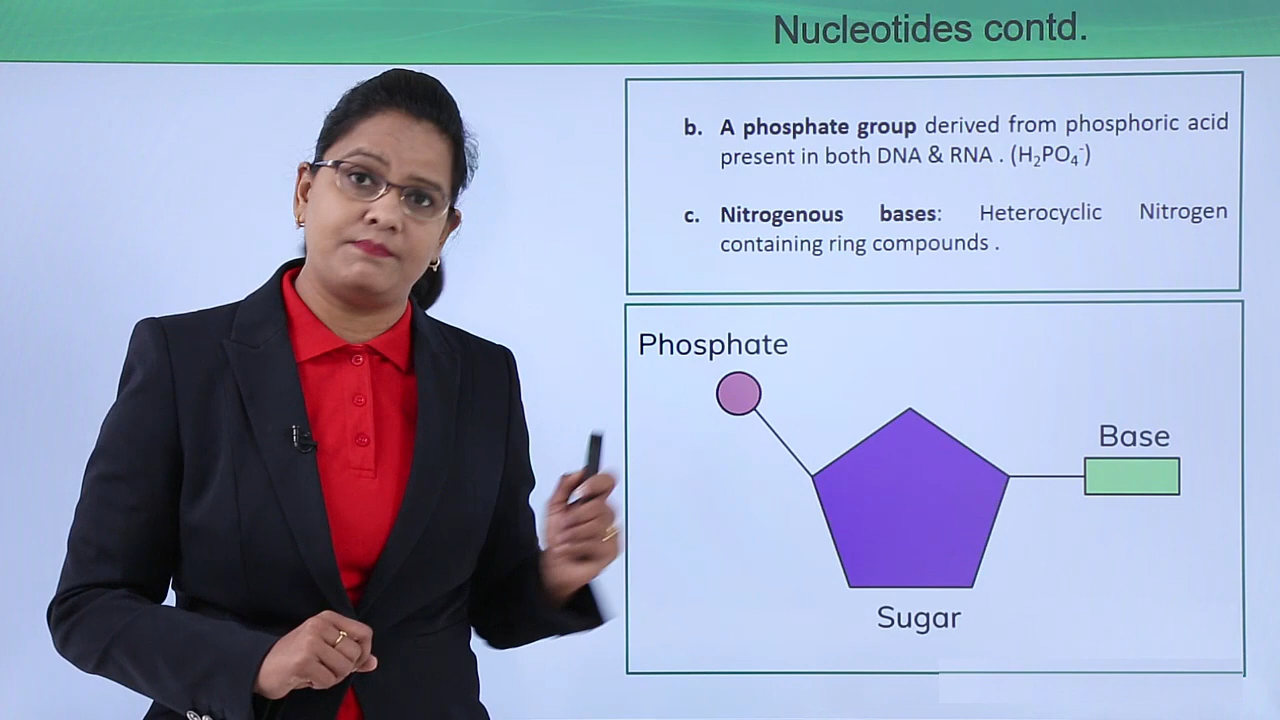 Nucleotides contd.
b. A phosphate group derived from phosphoric acid
present in both DNA & RNA . (H₂PO₄⁻)
c. Nitrogenous bases: Heterocyclic Nitrogen
containing ring compounds .
Phosphate
Base
Sugar